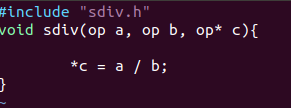 #include "sdiv.h"
void sdiv(op a, op b, op* c){
*c = a / b;
}
~